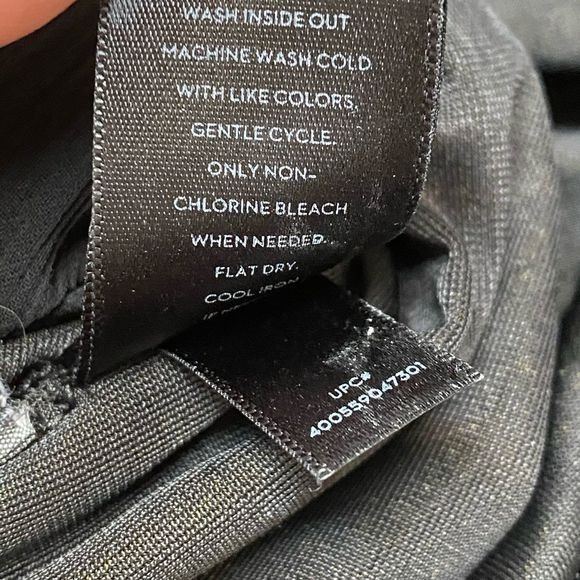 WASH INSIDE OUT
MACHINE WASH COLD
WITH LIKE COLORS,
GENTLE CYCLE.
ONLY NON-
CHLORINE BLEACH
WHEN NEEDED.
FLAT DRY.
COOL IRON
IF
UPC#
400559047301